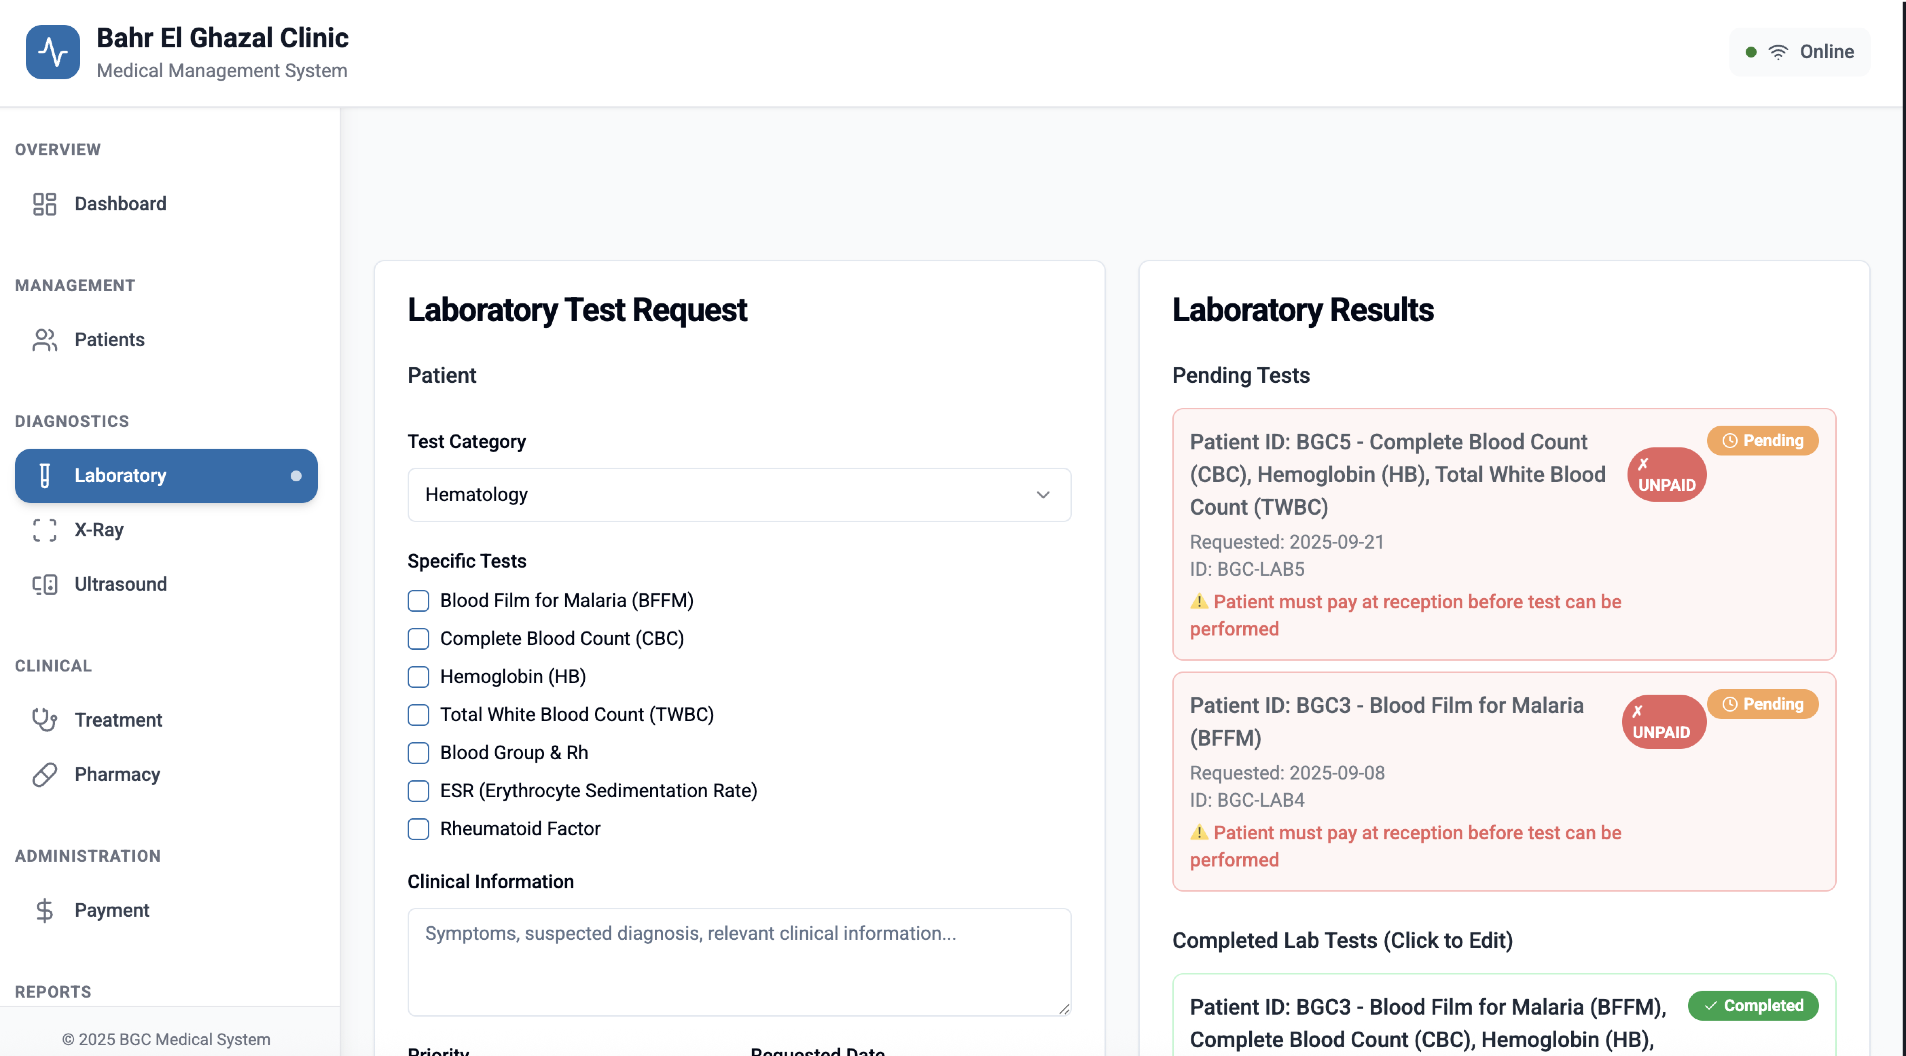 Bahr El Ghazal Clinic
Medical Management System
Online
OVERVIEW
Dashboard
MANAGEMENT
Patients
DIAGNOSTICS
Laboratory
X-Ray
Ultrasound
CLINICAL
Treatment
Pharmacy
ADMINISTRATION
Payment
REPORTS
© 2025 BGC Medical System
Laboratory Test Request
Patient
Test Category
Hematology
Specific Tests
Blood Film for Malaria (BFFM)
Complete Blood Count (CBC)
Hemoglobin (HB)
Total White Blood Count (TWBC)
Blood Group & Rh
ESR (Erythrocyte Sedimentation Rate)
Rheumatoid Factor
Clinical Information
Symptoms, suspected diagnosis, relevant clinical information...
Priority
Requested Date
Laboratory Results
Pending Tests
Patient ID: BGC5 - Complete Blood Count
(CBC), Hemoglobin (HB), Total White Blood
Count (TWBC)
✗
UNPAID
Pending
Requested: 2025-09-21
ID: BGC-LAB5
⚠️ Patient must pay at reception before test can be
performed
Patient ID: BGC3 - Blood Film for Malaria
(BFFM)
✗
UNPAID
Pending
Requested: 2025-09-08
ID: BGC-LAB4
⚠️ Patient must pay at reception before test can be
performed
Completed Lab Tests (Click to Edit)
Patient ID: BGC3 - Blood Film for Malaria (BFFM),
Complete Blood Count (CBC), Hemoglobin (HB),
Completed